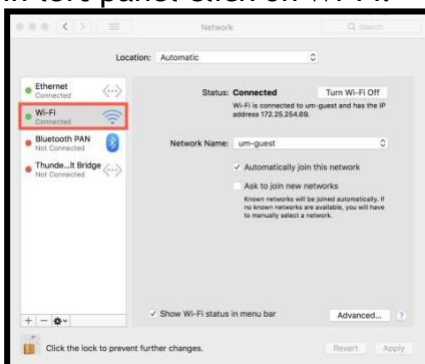 in left panel click on Wi-Fi.
Network
Search
Location: Automatic
Ethernet
Connected
Wi-Fi
Connected
Bluetooth PAN
Not Connected
Thunde...lt Bridge
Not Connected
Status: Connected
Turn Wi-Fi Off
Wi-Fi is connected to um-guest and has the IP
address 172.25.254.69.
Network Name: um-guest
Automatically join this network
Ask to join new networks
Known networks will be joined automatically. If
no known networks are available, you will have
to manually select a network.
+ −
Show Wi-Fi status in menu bar
Advanced... ?
Click the lock to prevent further changes.
Revert Apply